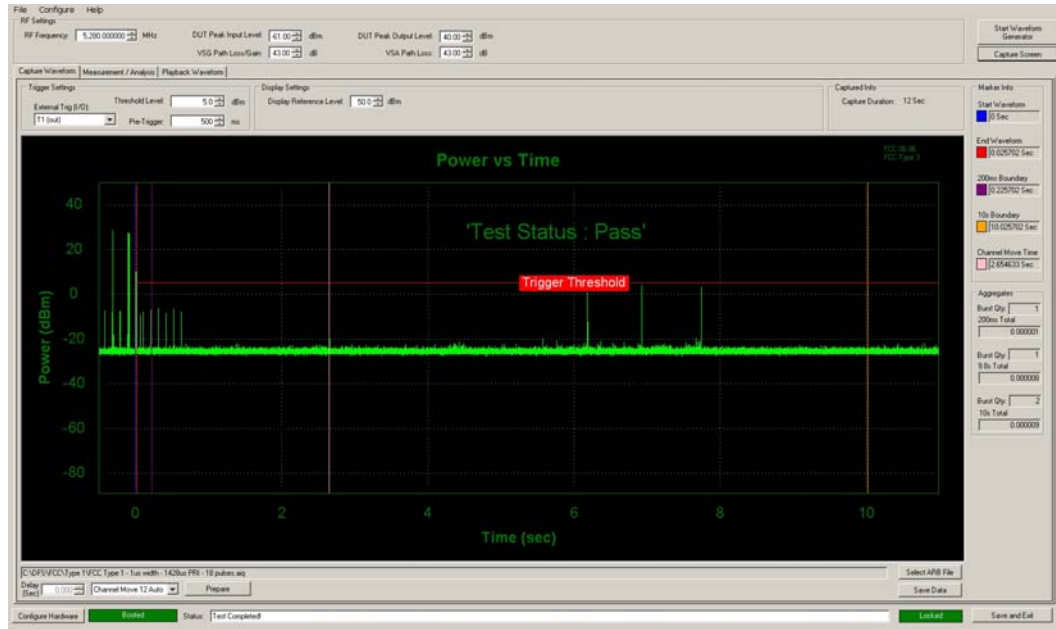 File Configure Help
RF Settings
RF Frequency: 5,280.000000 MHz
DUT Peak Input Level: 61.00 dBm
DUT Peak Output Level: 40.00 dBm
VSG Path Loss/Gain: 43.00 dB
VSA Path Loss: 43.00 dB
Start Waveform Generator
Capture Screen
Capture Waveform Measurement / Analysis Playback Waveform
Trigger Settings
External Trig (I/O)
T1 (out)
Threshold Level: 5.0 dBm
Pre-Trigger: 500 ms
Display Settings
Display Reference Level: 50.0 dBm
Captured Info
Capture Duration: 12 Sec
Marker Info
Start Waveform
0 Sec
End Waveform
0.025702 Sec
200ms Boundary
0.225702 Sec
10s Boundary
10.025702 Sec
Channel Move Time
2.654633 Sec
Aggregates
Burst Qty: 1
200ms Total
0.000001
Burst Qty: 1
9.8s Total
0.000008
Burst Qty: 2
10s Total
0.000009
Power vs Time
FCC 06-96,
'Test Status : Pass'
Trigger Threshold
Power (dBm)
40
20
0
-20
-40
-60
-80
0 2 4 6 8 10
Time (sec)
C:\DFS\FCC\Type 1\FCC Type 1 - 1us width - 1428us PRI - 18 pulses.aiq
Select ARB File
Delay (Sec) 0.000
Channel Move 12 Auto
Prepare
Save Data
Configure Hardware
Booted
Status: Test Completed!
Locked
Save and Exit